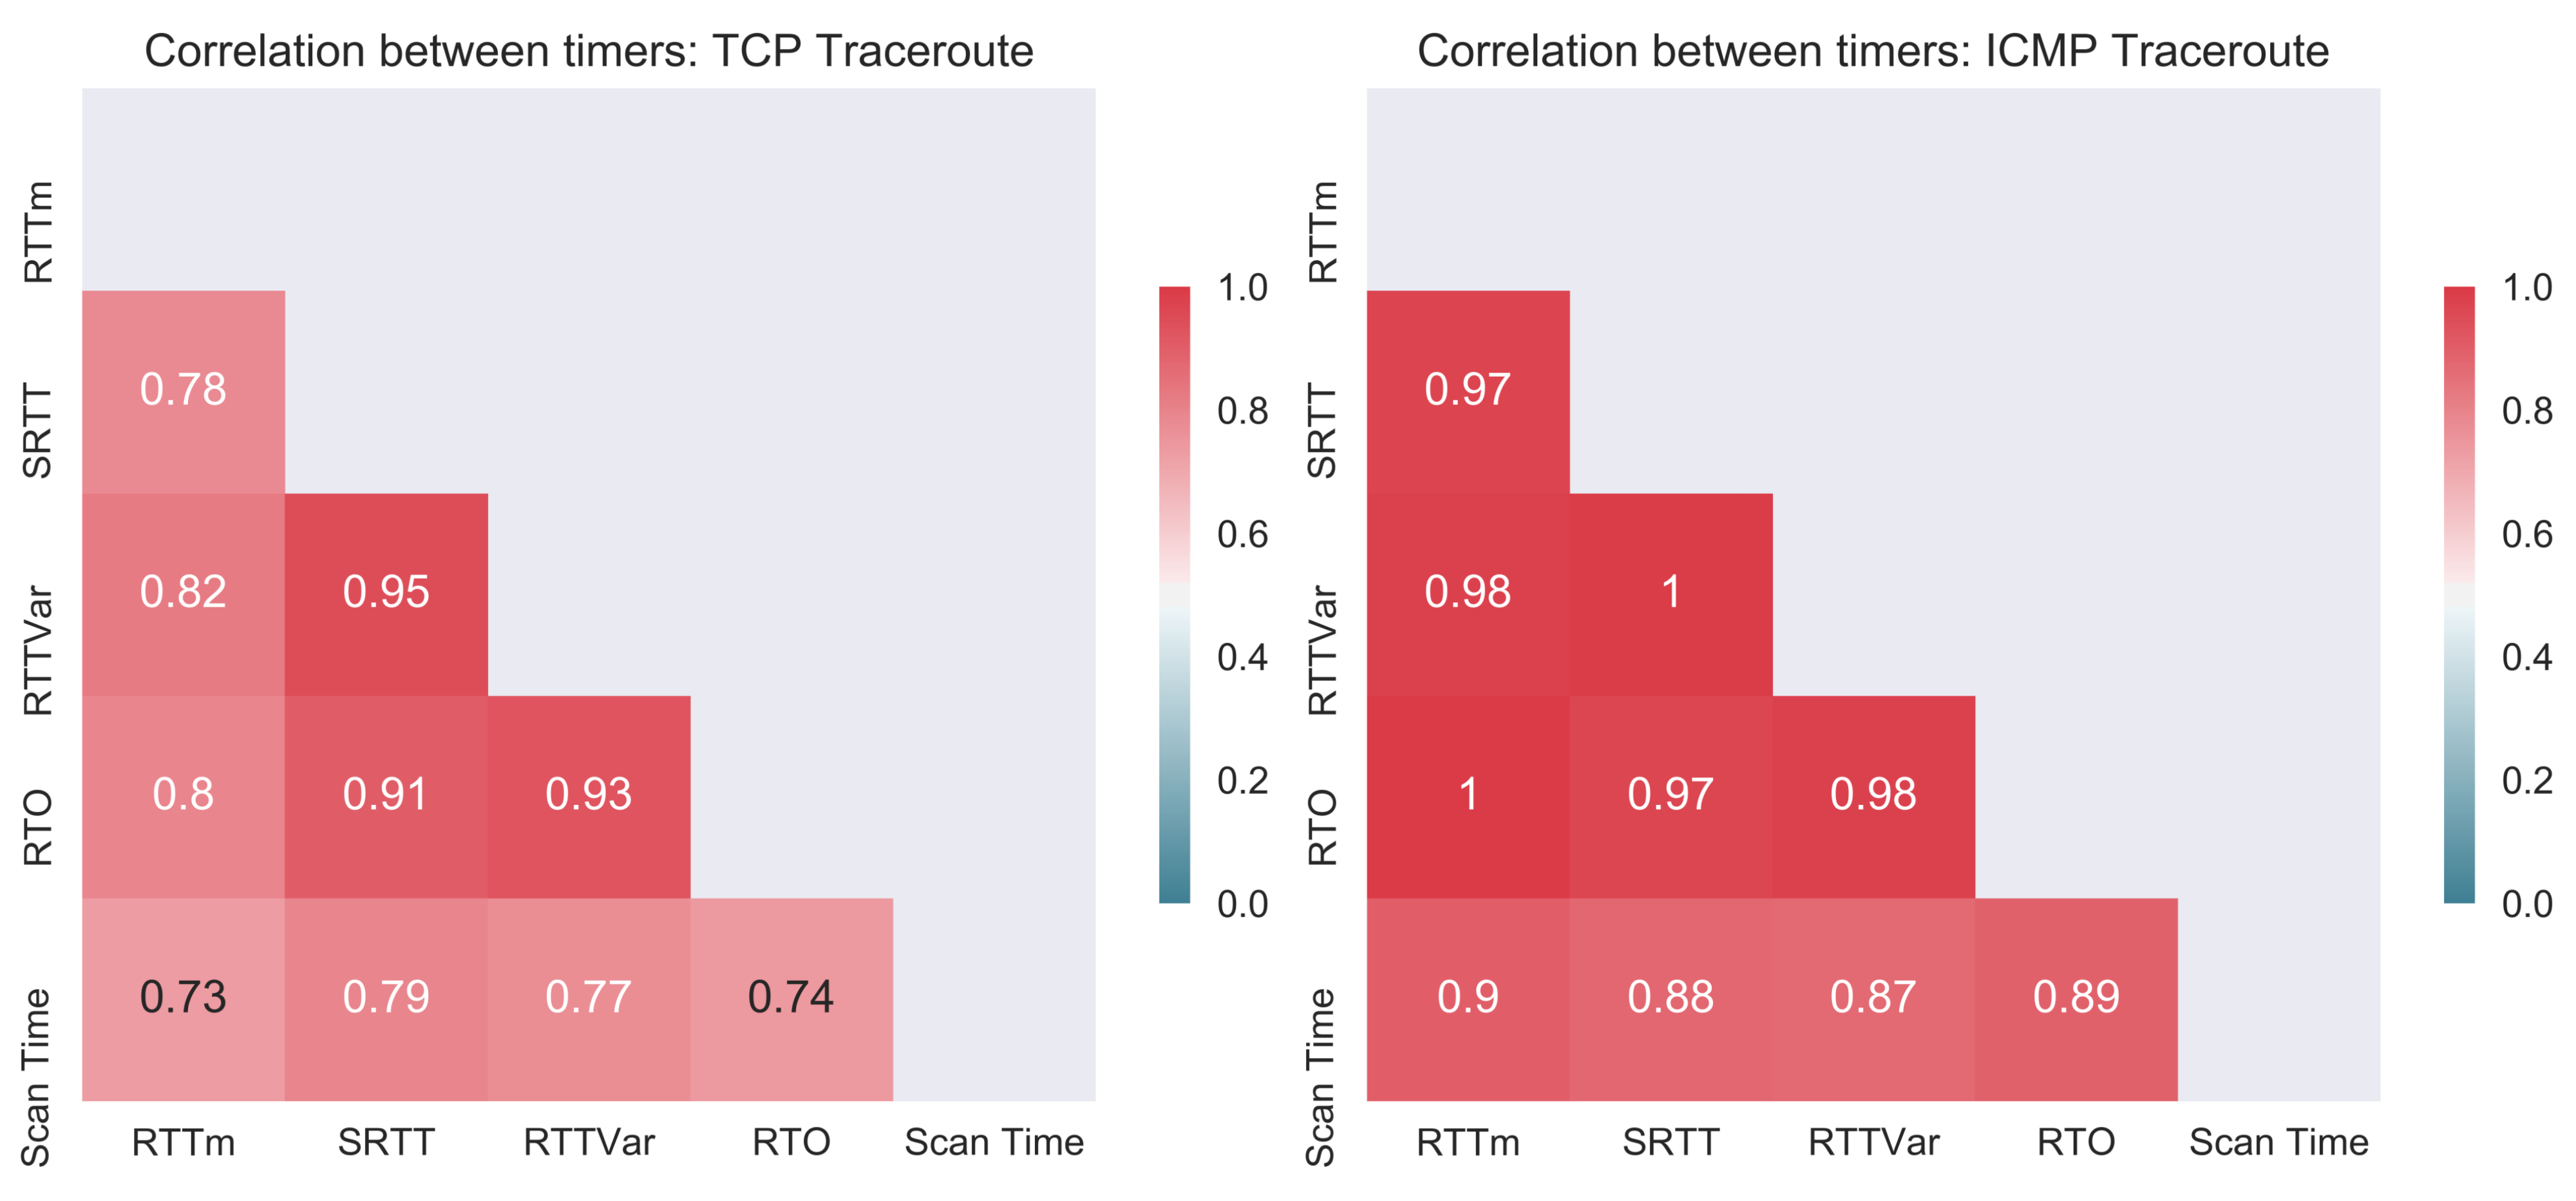 Correlation between timers: TCP Traceroute
RTTm
SRTT
0.78
RTTVar
0.82 0.95
RTO
0.8 0.91 0.93
Scan Time
0.73 0.79 0.77 0.74
RTTm SRTT RTTVar RTO Scan Time
1.0
0.8
0.6
0.4
0.2
0.0
Correlation between timers: ICMP Traceroute
RTTm
SRTT
0.97
RTTVar
0.98 1
RTO
1 0.97 0.98
Scan Time
0.9 0.88 0.87 0.89
RTTm SRTT RTTVar RTO Scan Time
1.0
0.8
0.6
0.4
0.2
0.0